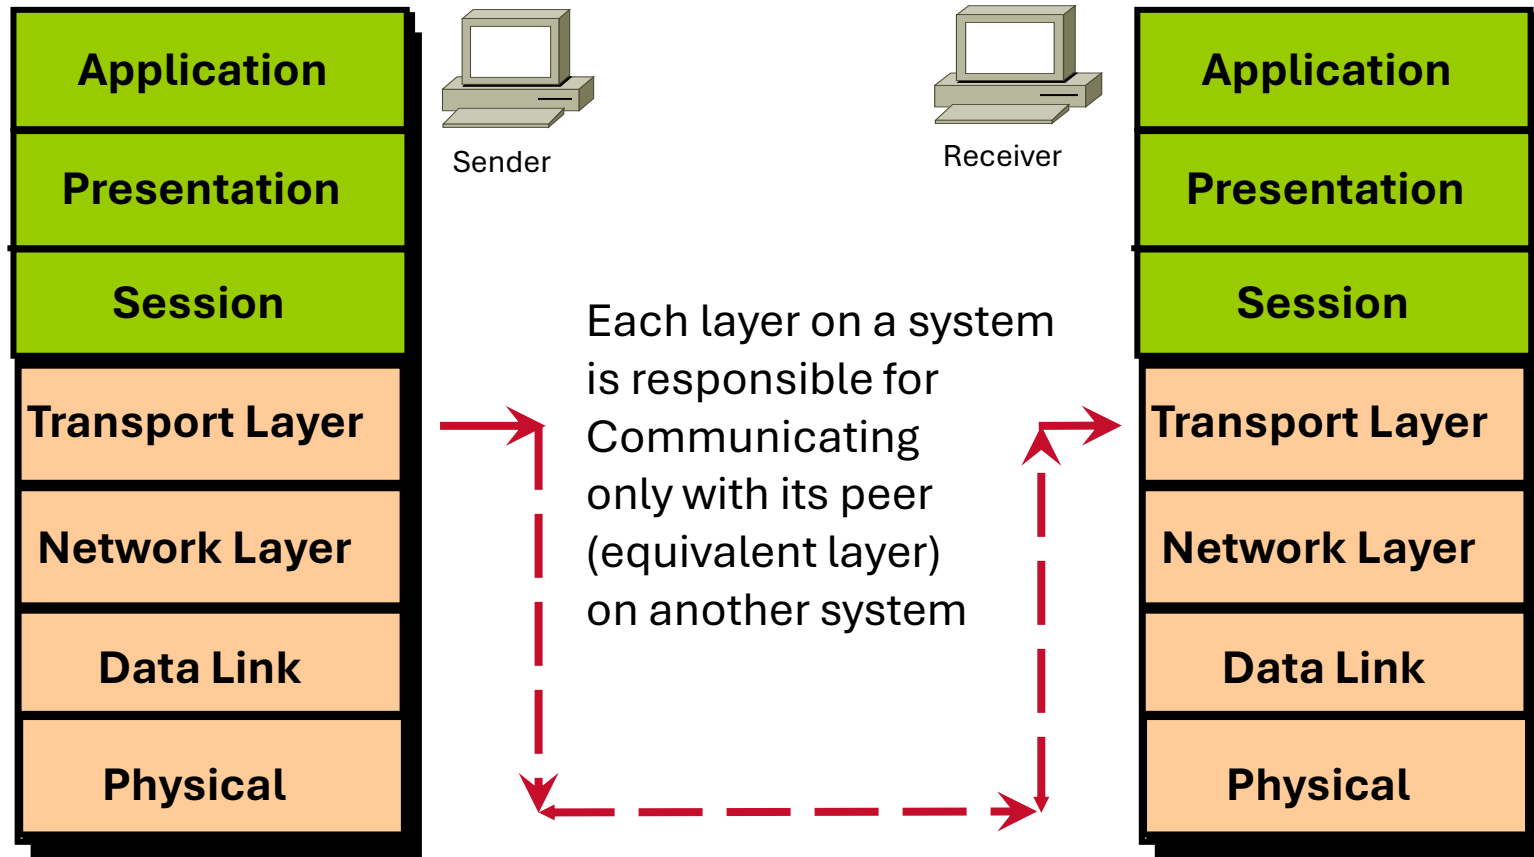 Application
Presentation
Session
Transport Layer
Network Layer
Data Link
Physical
Sender
Receiver
Each layer on a system
is responsible for
Communicating
only with its peer
(equivalent layer)
on another system
Application
Presentation
Session
Transport Layer
Network Layer
Data Link
Physical